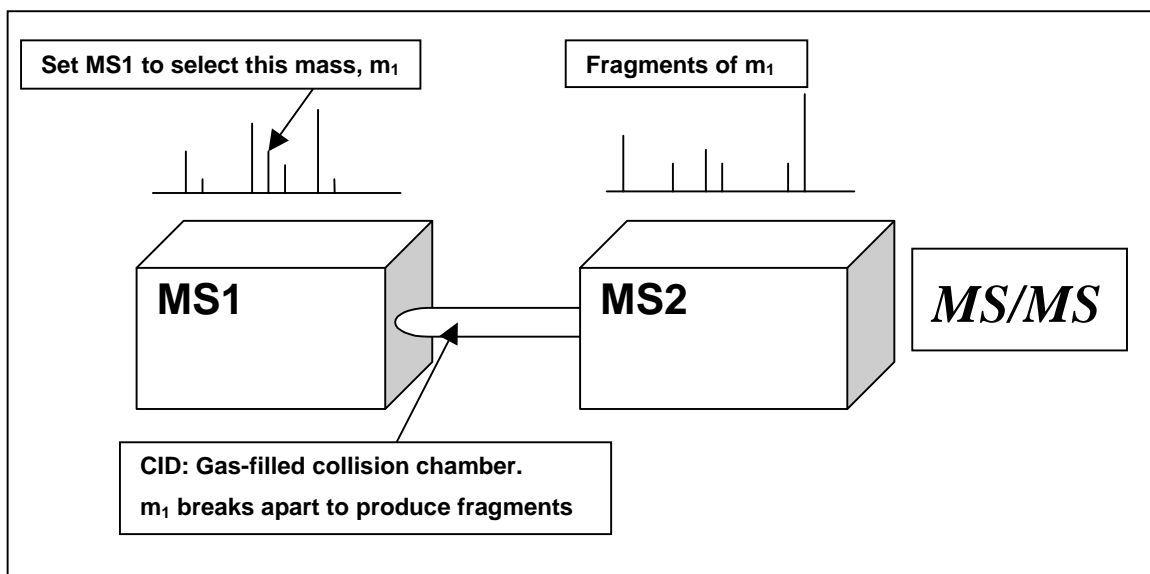 Set MS1 to select this mass, m₁
Fragments of m₁
MS1
MS2
MS/MS
CID: Gas-filled collision chamber.
m₁ breaks apart to produce fragments